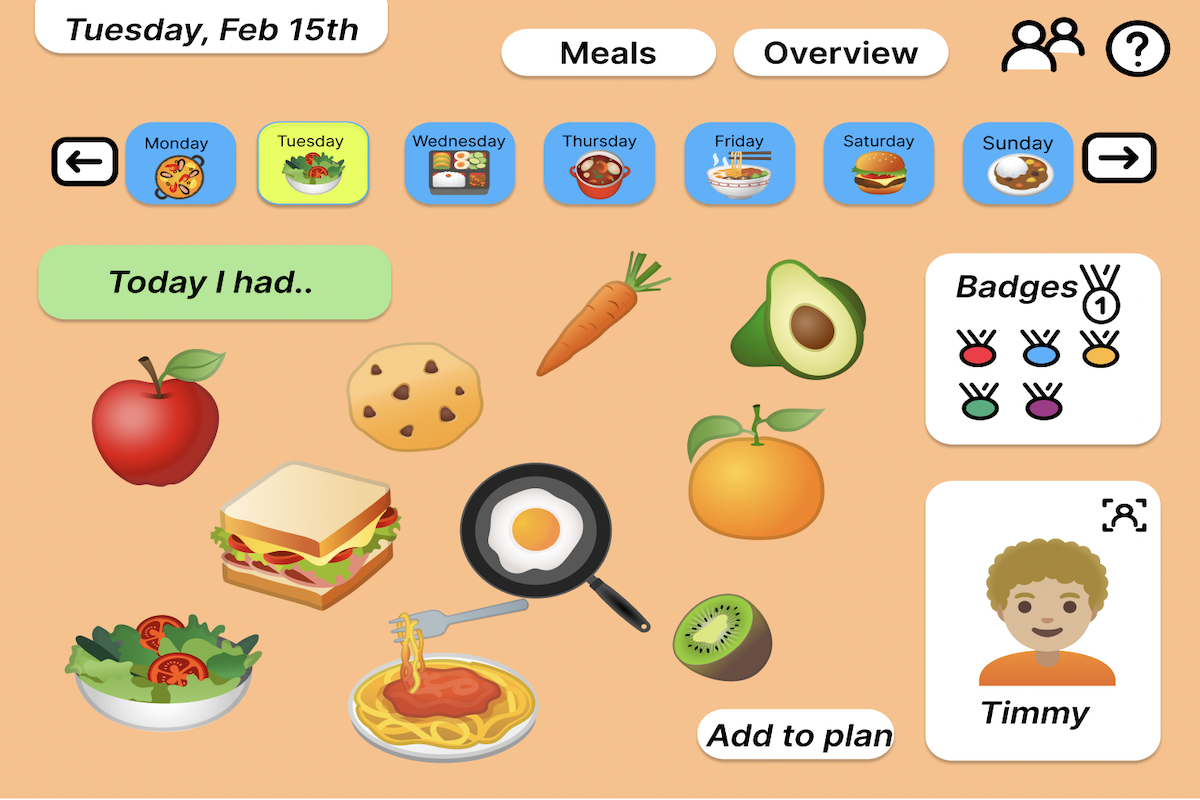 Tuesday, Feb 15th
Meals
Overview
?
Monday
Tuesday
Wednesday
Thursday
Friday
Saturday
Sunday
Today I had..
Badges
1
Add to plan
Timmy